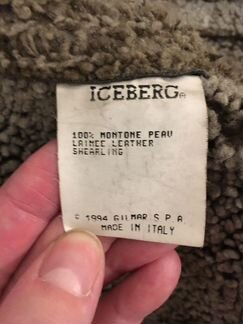 ICEBERG®
100% MONTONE PEAU
LAINEE LEATHER
SHEARLING
© 1994 GILMAR S.P.A.
MADE IN ITALY